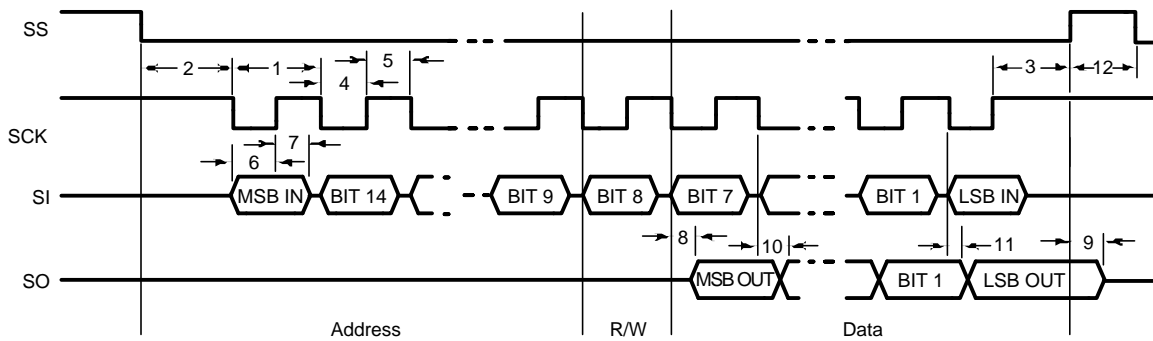 SS
2 1 5 3 12
4
SCK
7
6
SI MSB IN BIT 14 BIT 9 BIT 8 BIT 7 BIT 1 LSB IN
8 10 11 9
SO MSB OUT BIT 1 LSB OUT
Address R/W Data